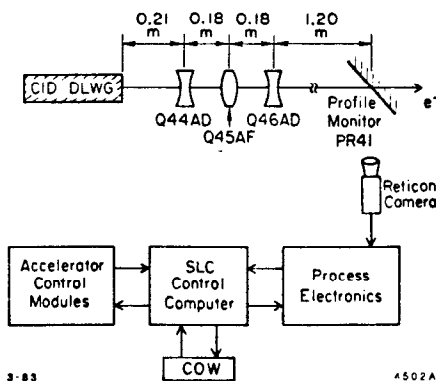 0.21 0.18 0.18 1.20
m m m m
CID DLWG
Q44AD Q46AD
Q45AF
Profile
Monitor
PR41
e⁻
Reticon
Camera
Accelerator
Control
Modules
SLC
Control
Computer
Process
Electronics
COW
3-83
4502A